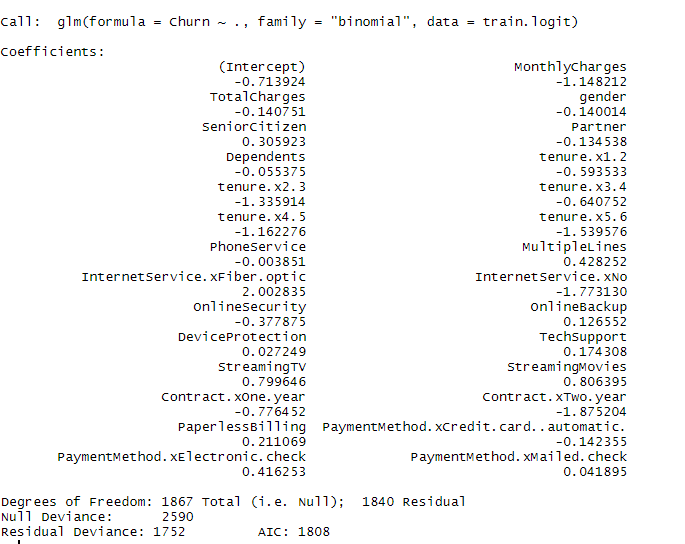 Call:  glm(formula = Churn ~ ., family = "binomial", data = train.logit)
Coefficients:
(Intercept) MonthlyCharges
-0.713924 -1.148212
TotalCharges gender
-0.140751 -0.140014
SeniorCitizen Partner
0.305923 -0.134538
Dependents tenure.x1.2
-0.055375 -0.593533
tenure.x2.3 tenure.x3.4
-1.335914 -0.640752
tenure.x4.5 tenure.x5.6
-1.162276 -1.539576
PhoneService MultipleLines
-0.003851 0.428252
InternetService.xFiber.optic InternetService.xNo
2.002835 -1.773130
OnlineSecurity OnlineBackup
-0.377875 0.126552
DeviceProtection TechSupport
0.027249 0.174308
StreamingTV StreamingMovies
0.799646 0.806395
Contract.xOne.year Contract.xTwo.year
-0.776452 -1.875204
PaperlessBilling PaymentMethod.xCredit.card..automatic.
0.211069 -0.142355
PaymentMethod.xElectronic.check PaymentMethod.xMailed.check
0.416253 0.041895
Degrees of Freedom: 1867 Total (i.e. Null);  1840 Residual
Null Deviance: 2590
Residual Deviance: 1752 AIC: 1808